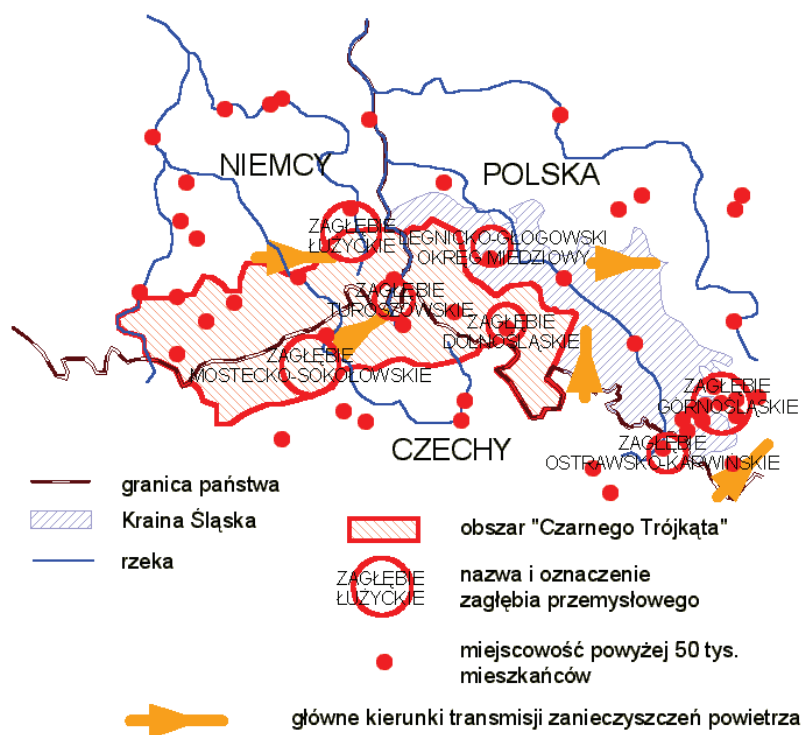 NIEMCY
POLSKA
ZAGŁĘBIE
ŁUŻYCKIE
LEGNICKO-GŁOGOWSKI
OKRĘG MIEDZIOWY
ZAGŁĘBIE
TUROSZOWSKIE
ZAGŁĘBIE
DOLNOŚLĄSKIE
ZAGŁĘBIE
MOSTECKO-SOKOŁOWSKIE
ZAGŁĘBIE
GÓRNOŚLĄSKIE
CZECHY
ZAGŁĘBIE
OSTRAWSKO-KARWIŃSKIE
granica państwa
Kraina Śląska
rzeka
obszar "Czarnego Trójkąta"
ZAGŁĘBIE
ŁUŻYCKIE
nazwa i oznaczenie
zagłębia przemysłowego
miejscowość powyżej 50 tys.
mieszkańców
główne kierunki transmisji zanieczyszczeń powietrza